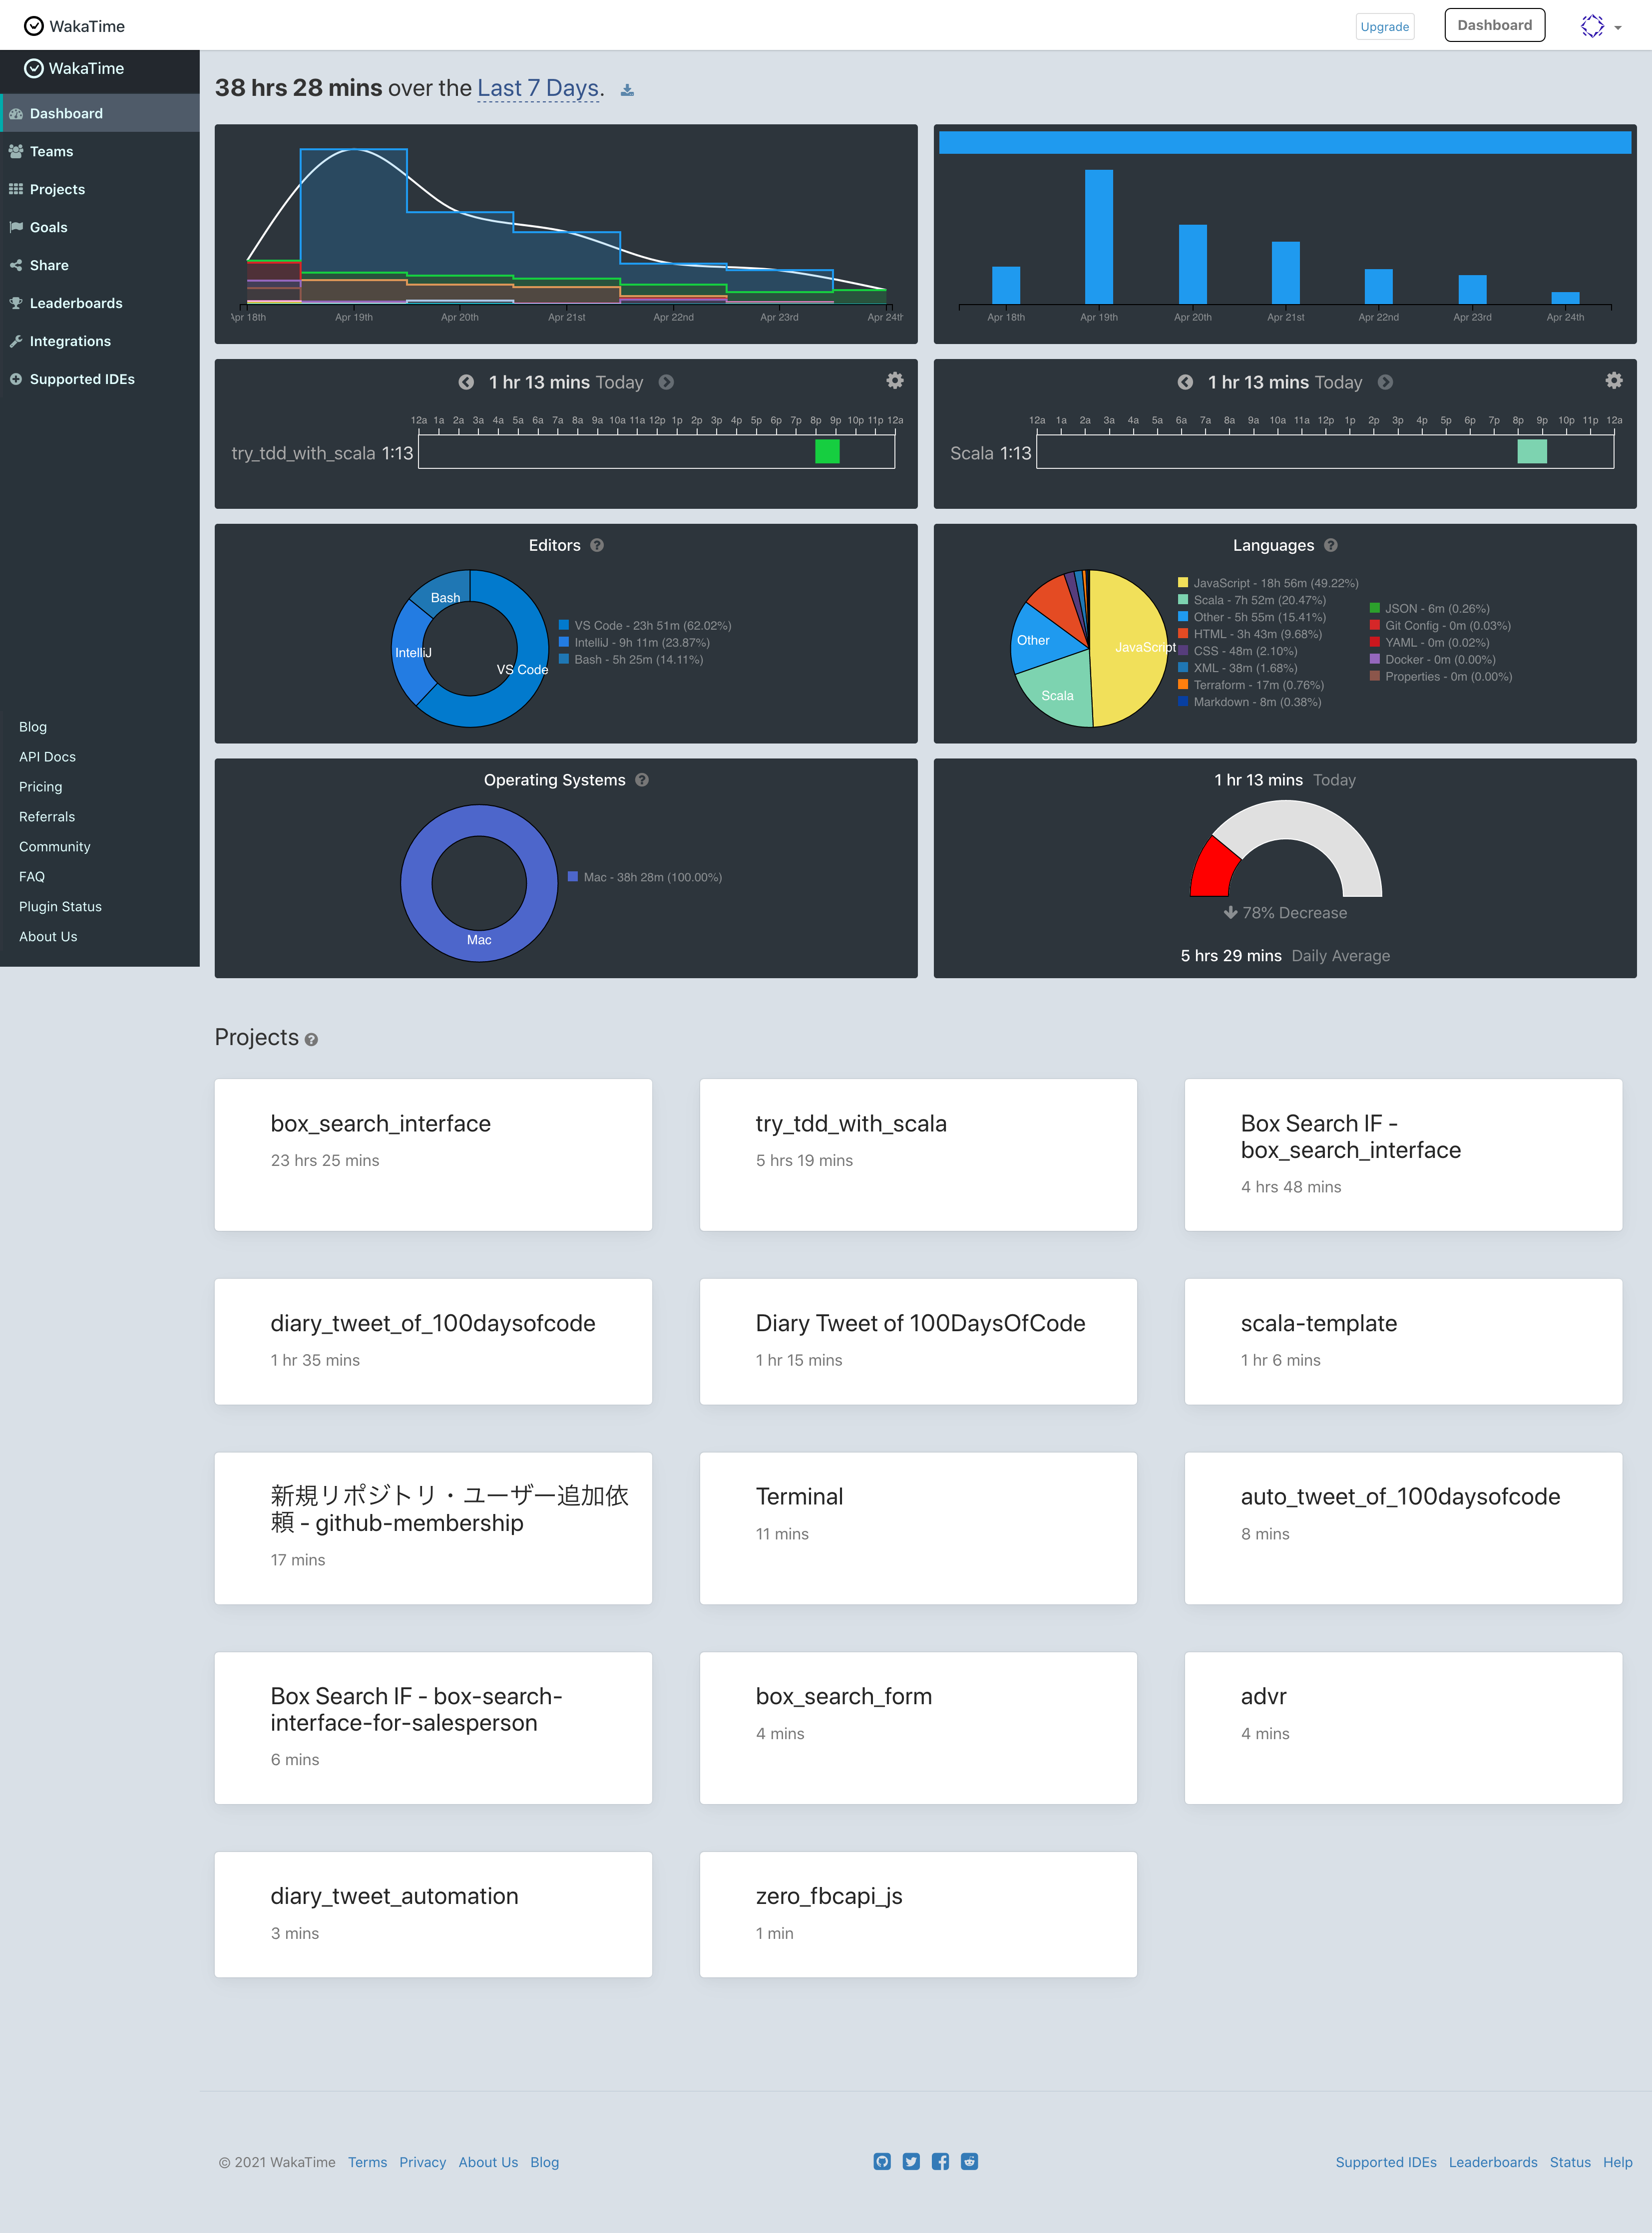 WakaTime
Upgrade
Dashboard
WakaTime
Dashboard
Teams
Projects
Goals
Share
Leaderboards
Integrations
Supported IDEs
Blog
API Docs
Pricing
Referrals
Community
FAQ
Plugin Status
About Us
38 hrs 28 mins over the Last 7 Days.
Apr 18th Apr 19th Apr 20th Apr 21st Apr 22nd Apr 23rd Apr 24th
Apr 18th Apr 19th Apr 20th Apr 21st Apr 22nd Apr 23rd Apr 24th
1 hr 13 mins Today
12a 1a 2a 3a 4a 5a 6a 7a 8a 9a 10a 11a 12p 1p 2p 3p 4p 5p 6p 7p 8p 9p 10p 11p 12a
try_tdd_with_scala 1:13
1 hr 13 mins Today
12a 1a 2a 3a 4a 5a 6a 7a 8a 9a 10a 11a 12p 1p 2p 3p 4p 5p 6p 7p 8p 9p 10p 11p 12a
Scala 1:13
Editors
Bash
IntelliJ
VS Code
VS Code - 23h 51m (62.02%)
IntelliJ - 9h 11m (23.87%)
Bash - 5h 25m (14.11%)
Languages
Other
JavaScript
Scala
JavaScript - 18h 56m (49.22%)
Scala - 7h 52m (20.47%)
Other - 5h 55m (15.41%)
HTML - 3h 43m (9.68%)
CSS - 48m (2.10%)
XML - 38m (1.68%)
Terraform - 17m (0.76%)
Markdown - 8m (0.38%)
JSON - 6m (0.26%)
Git Config - 0m (0.03%)
YAML - 0m (0.02%)
Docker - 0m (0.00%)
Properties - 0m (0.00%)
Operating Systems
Mac
Mac - 38h 28m (100.00%)
1 hr 13 mins Today
78% Decrease
5 hrs 29 mins Daily Average
Projects
box_search_interface
23 hrs 25 mins
try_tdd_with_scala
5 hrs 19 mins
Box Search IF -
box_search_interface
4 hrs 48 mins
diary_tweet_of_100daysofcode
1 hr 35 mins
Diary Tweet of 100DaysOfCode
1 hr 15 mins
scala-template
1 hr 6 mins
新規リポジトリ・ユーザー追加依
頼 - github-membership
17 mins
Terminal
11 mins
auto_tweet_of_100daysofcode
8 mins
Box Search IF - box-search-
interface-for-salesperson
6 mins
box_search_form
4 mins
advr
4 mins
diary_tweet_automation
3 mins
zero_fbcapi_js
1 min
© 2021 WakaTime Terms Privacy About Us Blog
Supported IDEs Leaderboards Status Help